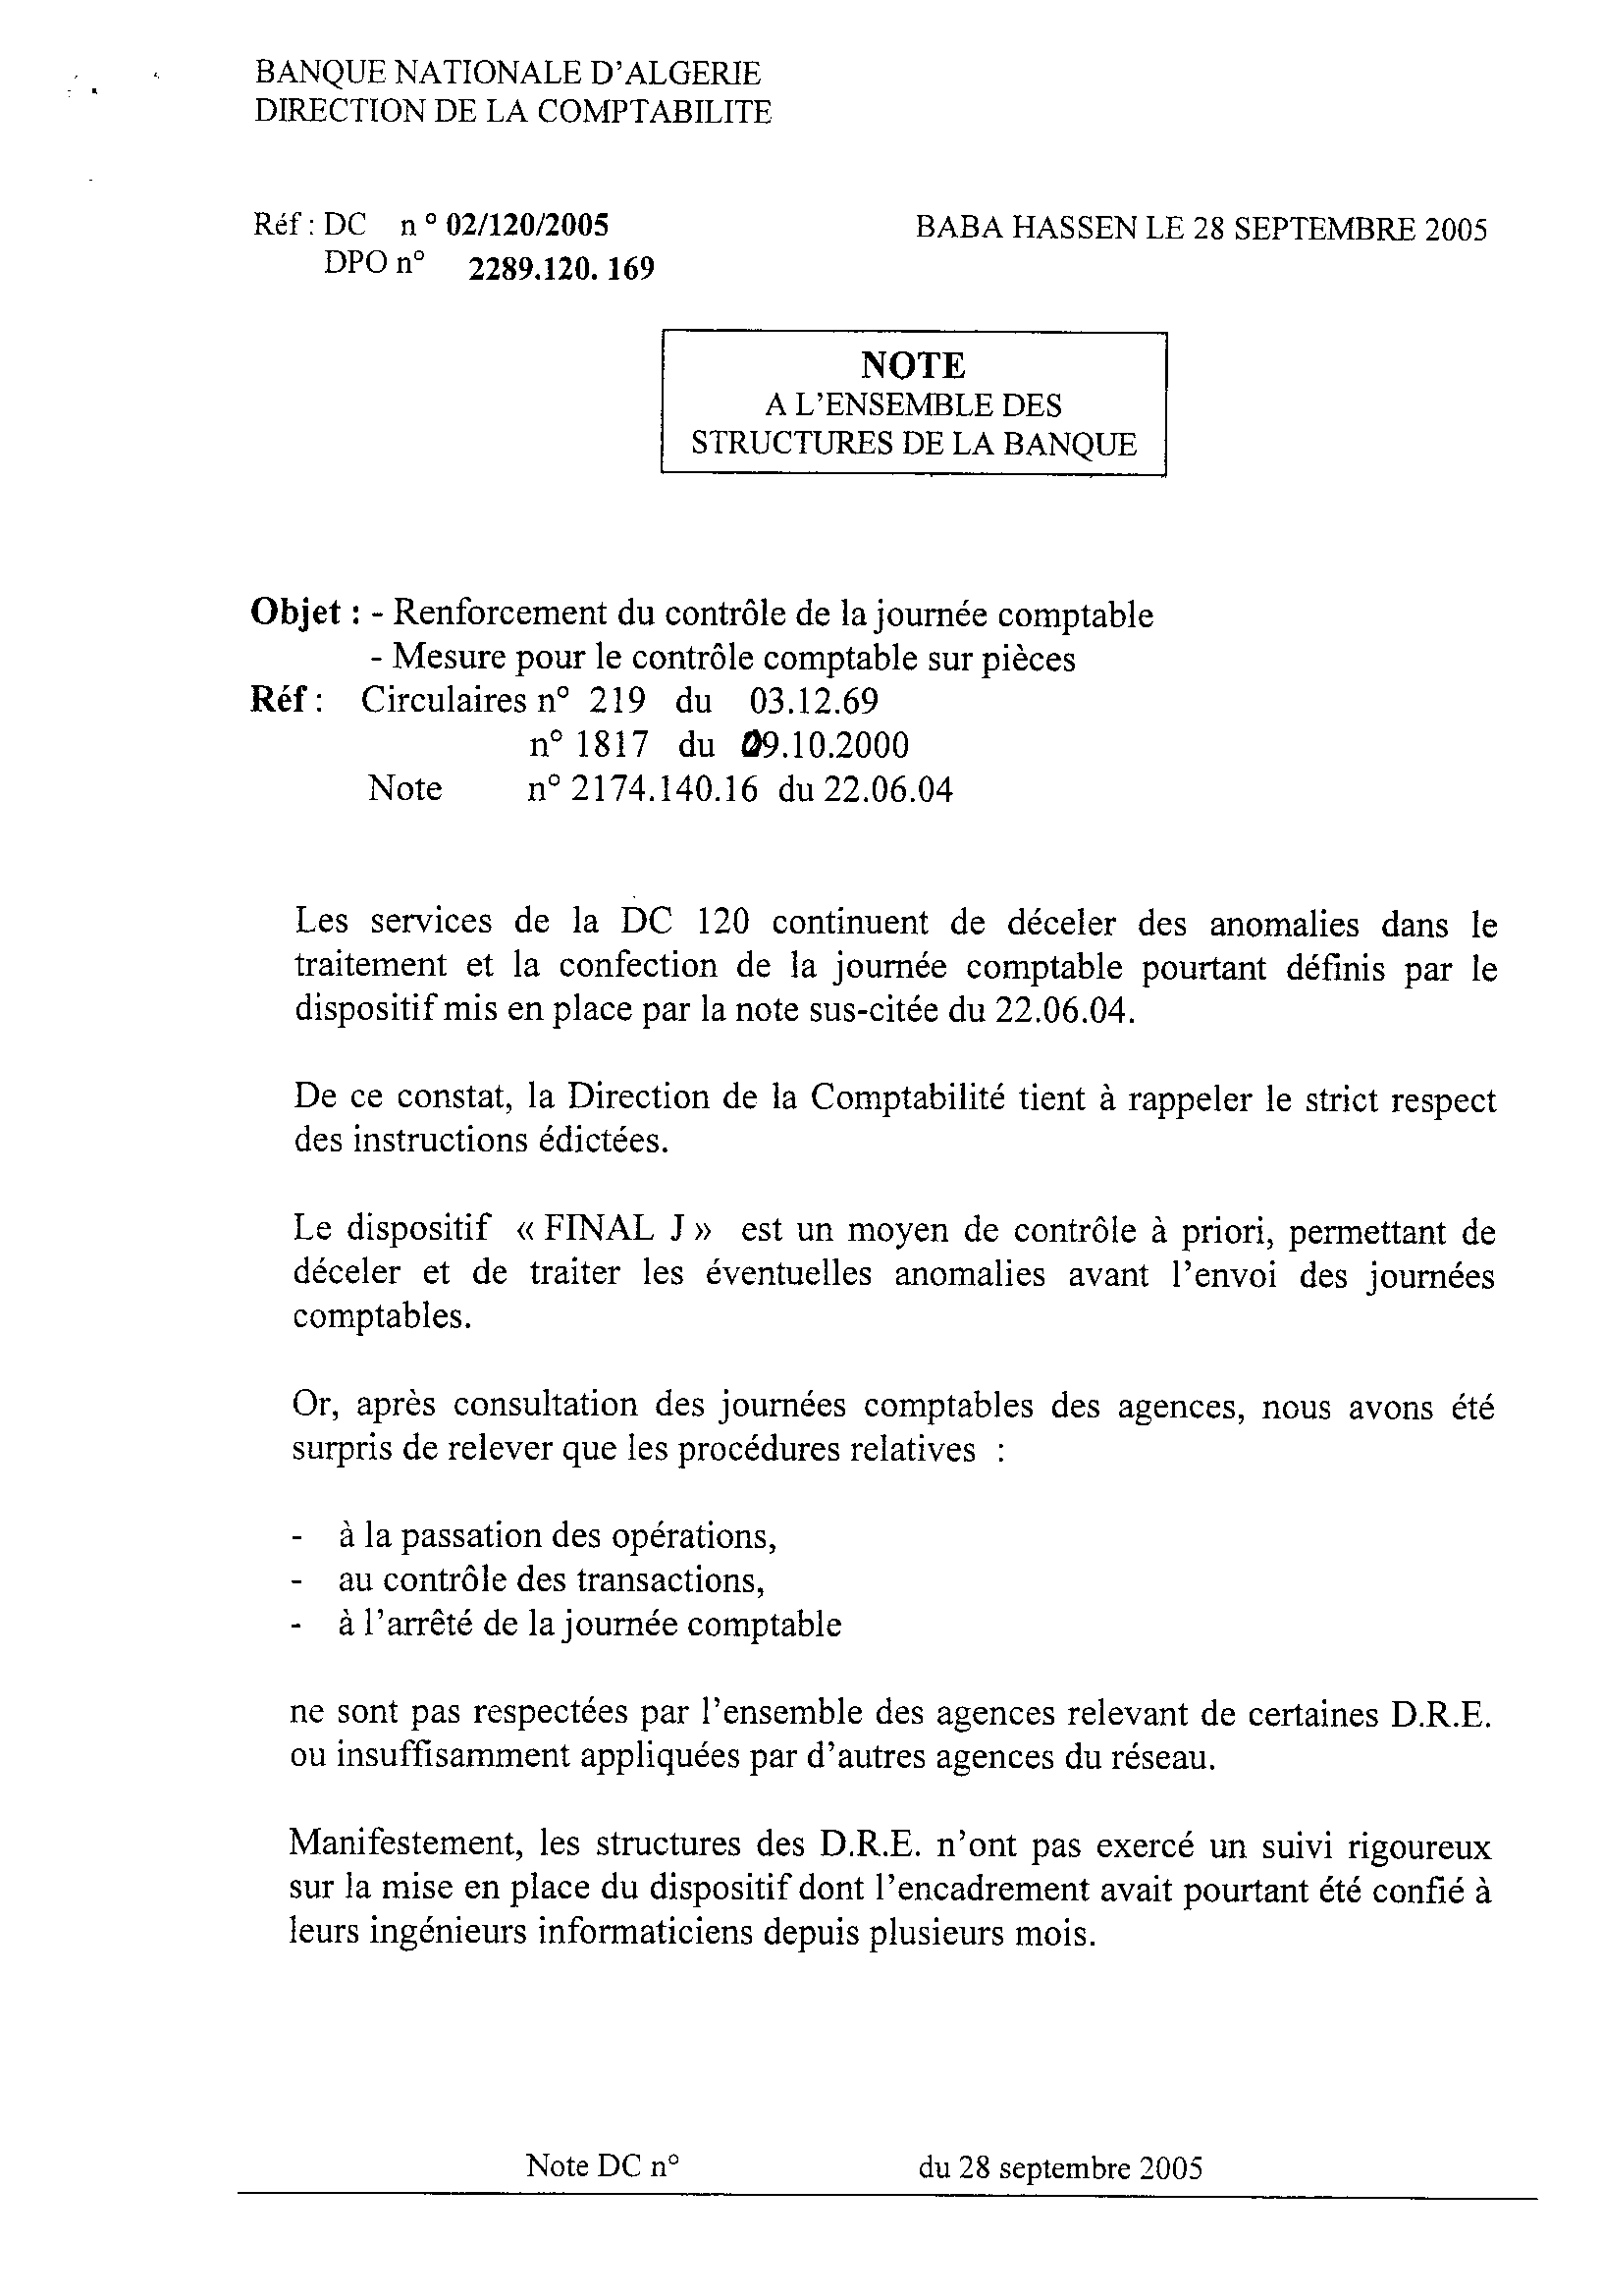 BANQUE NATIONALE D'ALGERIE
DIRECTION DE LA COMPTABILITE
Réf : DC n ° 02/120/2005 BABA HASSEN LE 28 SEPTEMBRE 2005
DPO n° 2289.120. 169
NOTE
A L'ENSEMBLE DES
STRUCTURES DE LA BANQUE
Objet : - Renforcement du contrôle de la journée comptable
- Mesure pour le contrôle comptable sur pièces
Réf : Circulaires n° 219 du 03.12.69
n° 1817 du 09.10.2000
Note n° 2174.140.16 du 22.06.04
Les services de la DC 120 continuent de déceler des anomalies dans le
traitement et la confection de la journée comptable pourtant définis par le
dispositif mis en place par la note sus-citée du 22.06.04.
De ce constat, la Direction de la Comptabilité tient à rappeler le strict respect
des instructions édictées.
Le dispositif « FINAL J » est un moyen de contrôle à priori, permettant de
déceler et de traiter les éventuelles anomalies avant l'envoi des journées
comptables.
Or, après consultation des journées comptables des agences, nous avons été
surpris de relever que les procédures relatives :
- à la passation des opérations,
- au contrôle des transactions,
- à l'arrêté de la journée comptable
ne sont pas respectées par l'ensemble des agences relevant de certaines D.R.E.
ou insuffisamment appliquées par d'autres agences du réseau.
Manifestement, les structures des D.R.E. n'ont pas exercé un suivi rigoureux
sur la mise en place du dispositif dont l'encadrement avait pourtant été confié à
leurs ingénieurs informaticiens depuis plusieurs mois.
Note DC n° du 28 septembre 2005